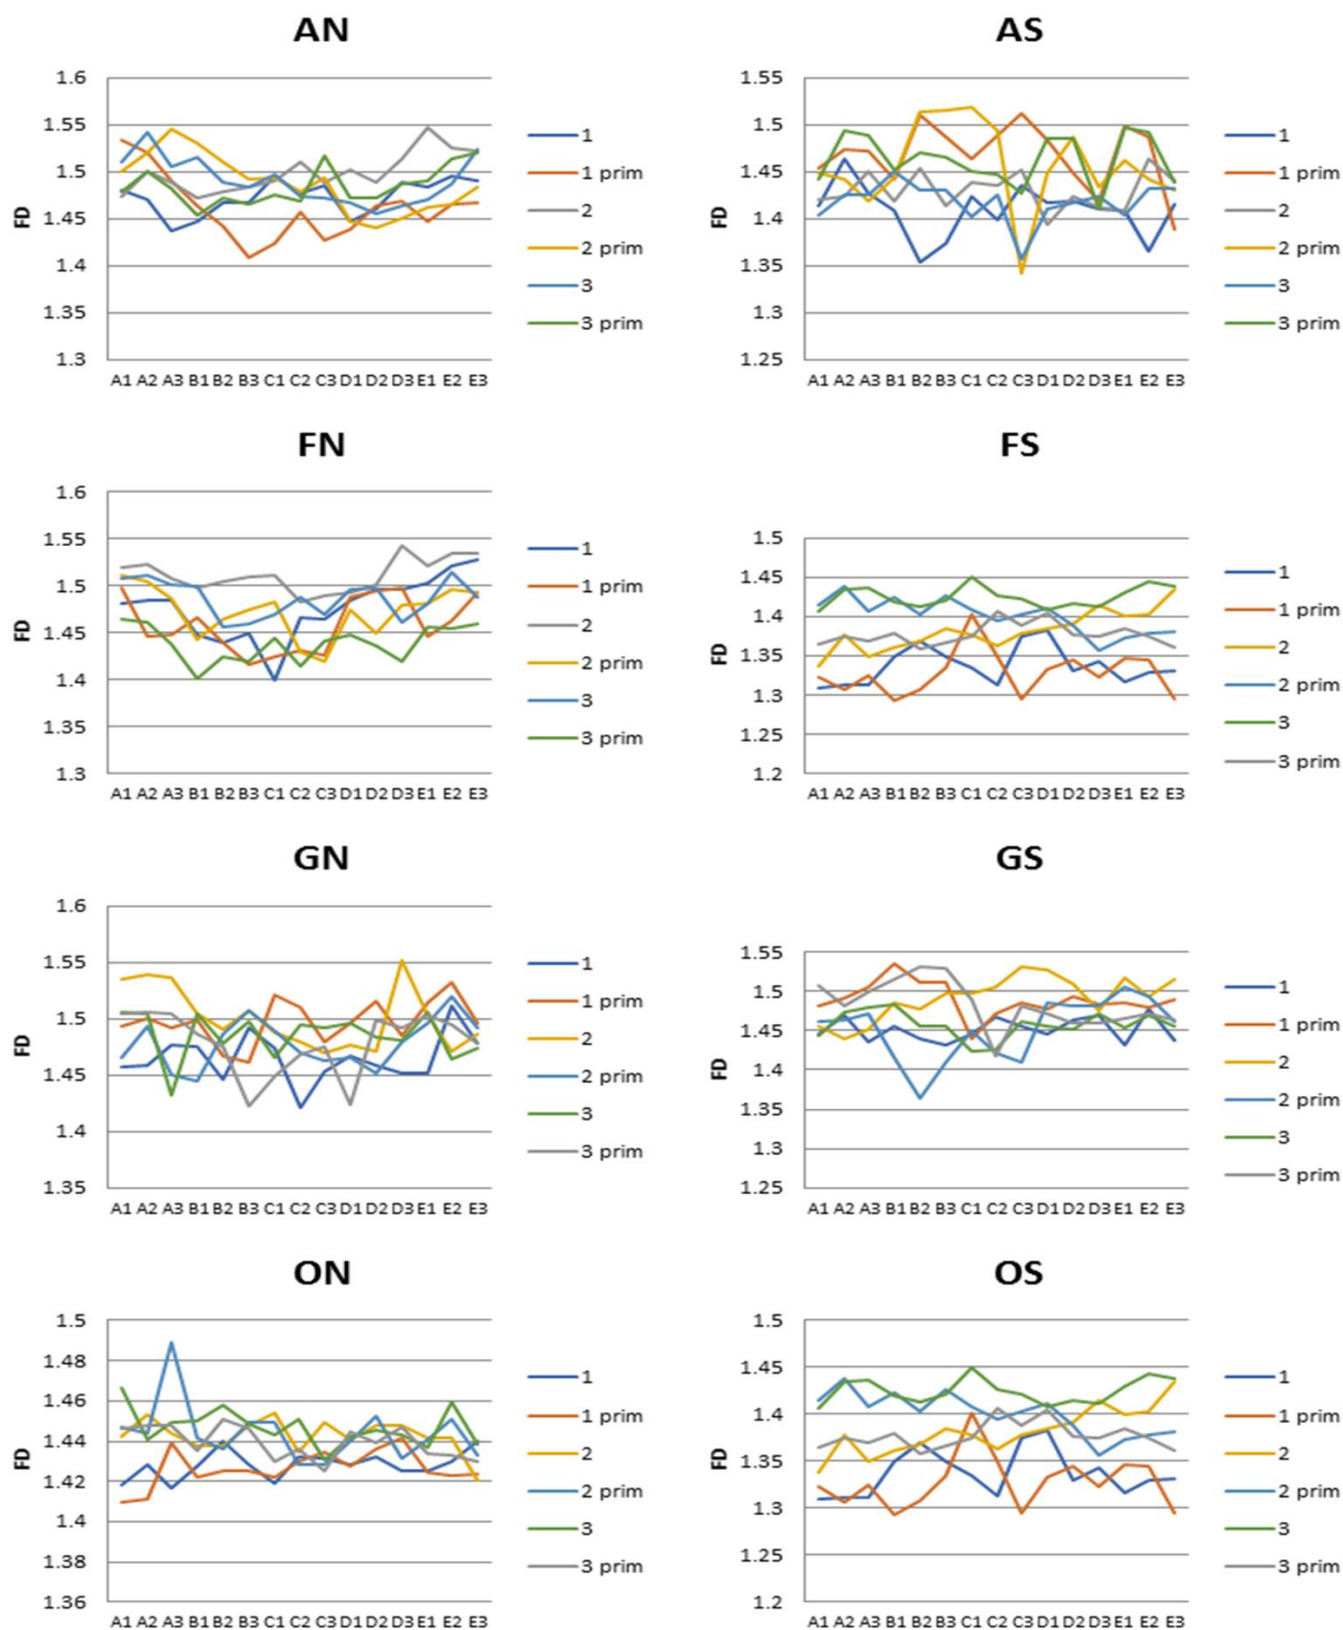 AN
1.6
1.55
1.5
1.45
1.4
1.35
1.3
FD
A1 A2 A3 B1 B2 B3 C1 C2 C3 D1 D2 D3 E1 E2 E3
1
1 prim
2
2 prim
3
3 prim
AS
1.55
1.5
1.45
1.4
1.35
1.3
1.25
FD
A1 A2 A3 B1 B2 B3 C1 C2 C3 D1 D2 D3 E1 E2 E3
1
1 prim
2
2 prim
3
3 prim
FN
1.6
1.55
1.5
1.45
1.4
1.35
1.3
FD
A1 A2 A3 B1 B2 B3 C1 C2 C3 D1 D2 D3 E1 E2 E3
1
1 prim
2
2 prim
3
3 prim
FS
1.5
1.45
1.4
1.35
1.3
1.25
1.2
FD
A1 A2 A3 B1 B2 B3 C1 C2 C3 D1 D2 D3 E1 E2 E3
1
1 prim
2
2 prim
3
3 prim
GN
1.6
1.55
1.5
1.45
1.4
1.35
FD
A1 A2 A3 B1 B2 B3 C1 C2 C3 D1 D2 D3 E1 E2 E3
1
1 prim
2
2 prim
3
3 prim
GS
1.55
1.5
1.45
1.4
1.35
1.3
1.25
FD
A1 A2 A3 B1 B2 B3 C1 C2 C3 D1 D2 D3 E1 E2 E3
1
1 prim
2
2 prim
3
3 prim
ON
1.5
1.48
1.46
1.44
1.42
1.4
1.38
1.36
FD
A1 A2 A3 B1 B2 B3 C1 C2 C3 D1 D2 D3 E1 E2 E3
1
1 prim
2
2 prim
3
3 prim
OS
1.5
1.45
1.4
1.35
1.3
1.25
1.2
FD
A1 A2 A3 B1 B2 B3 C1 C2 C3 D1 D2 D3 E1 E2 E3
1
1 prim
2
2 prim
3
3 prim